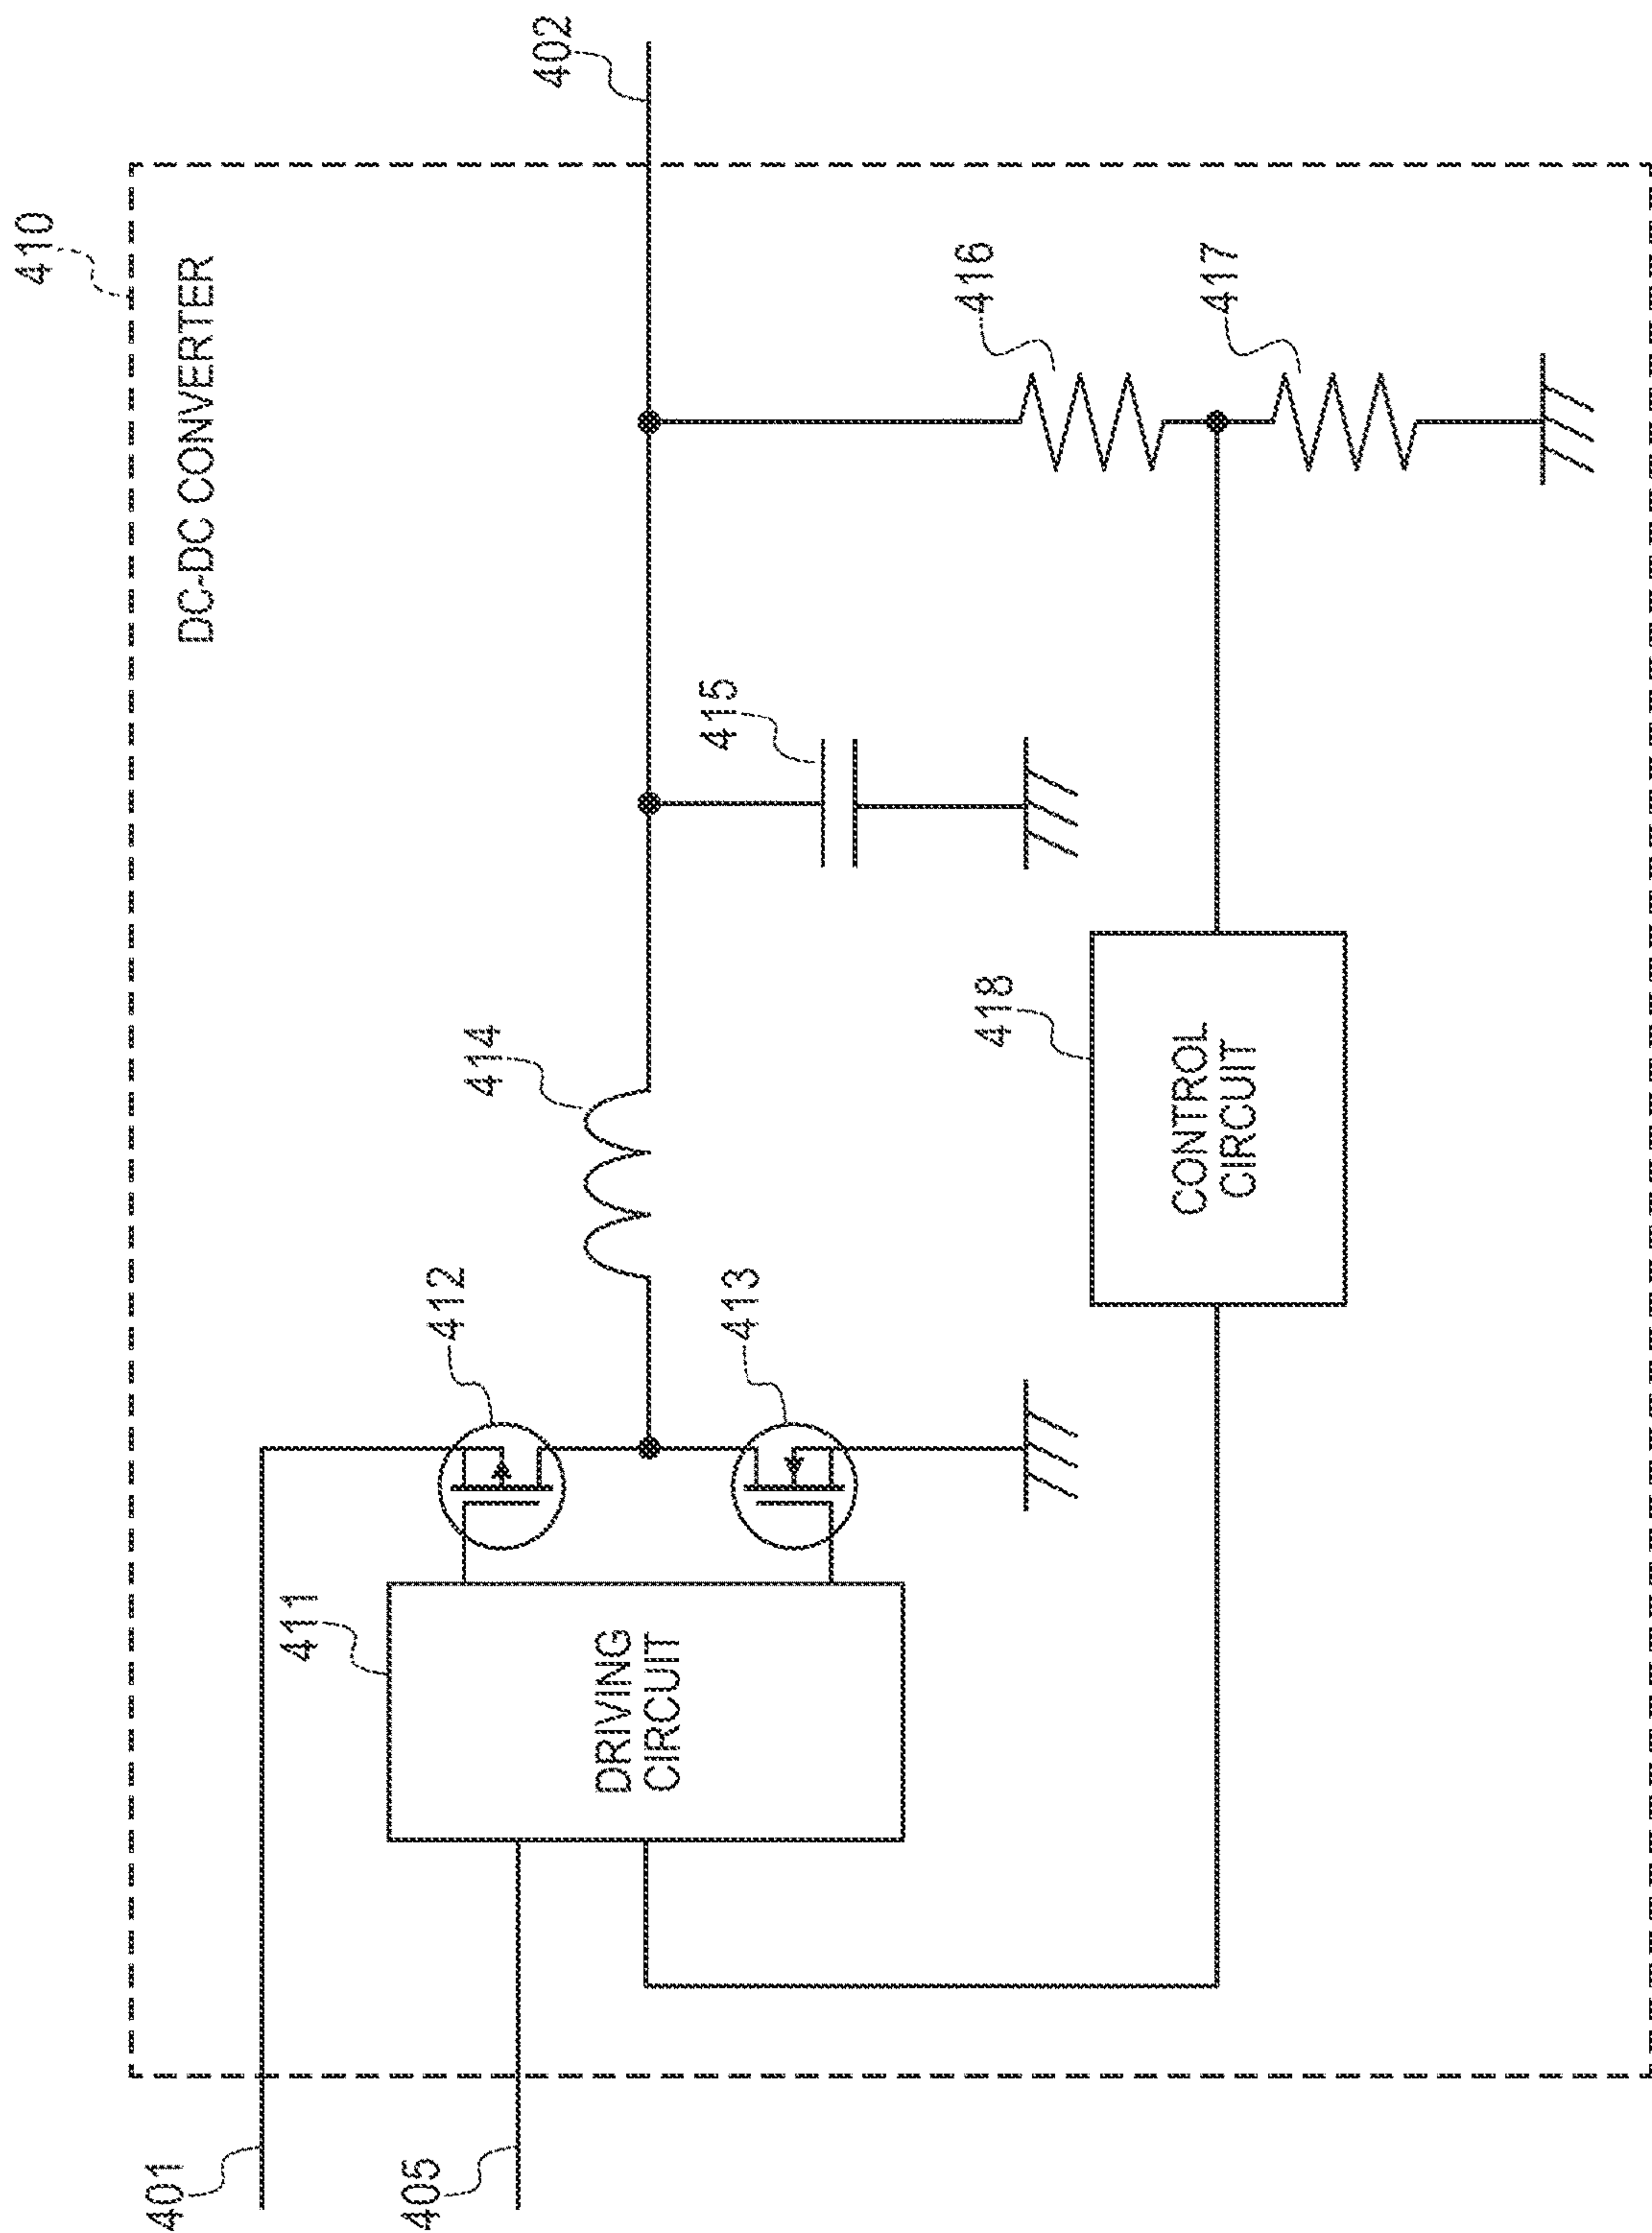 410
DC-DC CONVERTER
401
402
405
411
DRIVING
CIRCUIT
412
413
414
415
416
417
418
CONTROL
CIRCUIT